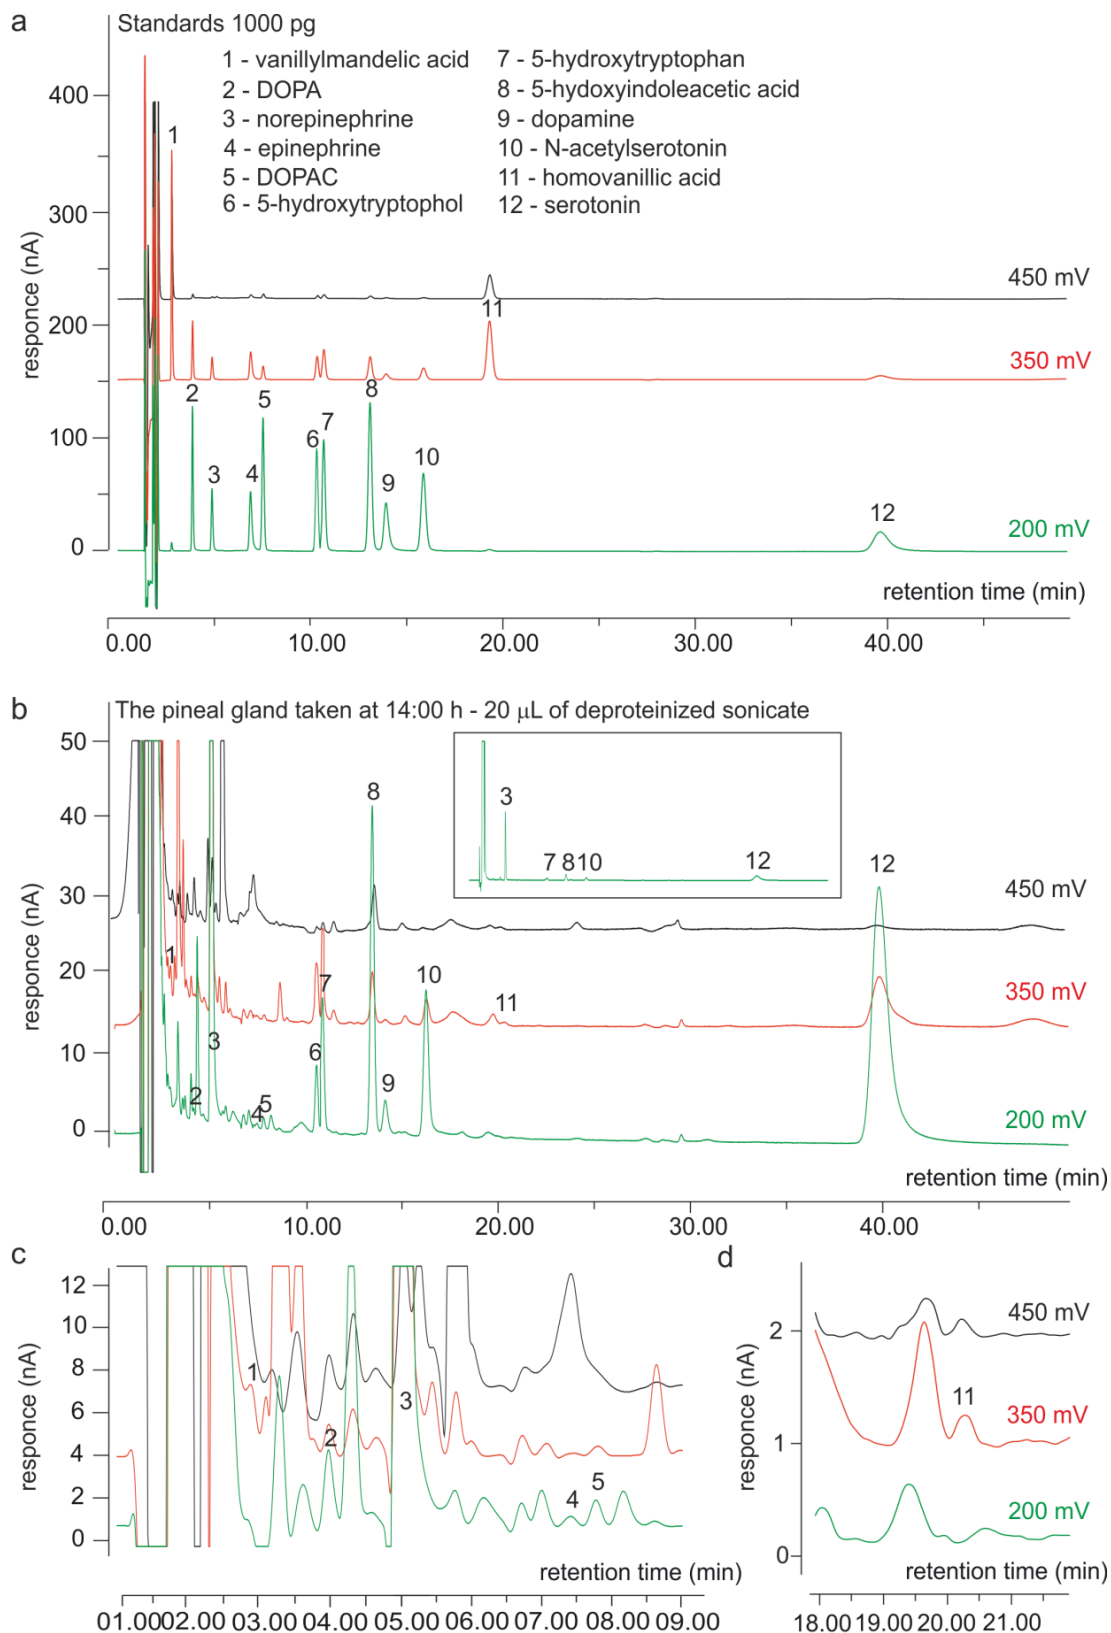 a
Standards 1000 pg
1 - vanillylmandelic acid
2 - DOPA
3 - norepinephrine
4 - epinephrine
5 - DOPAC
6 - 5-hydroxytryptophol
7 - 5-hydroxytryptophan
8 - 5-hydoxyindoleacetic acid
9 - dopamine
10 - N-acetylserotonin
11 - homovanillic acid
12 - serotonin
400
300
200
100
0
responce (nA)
1
11
450 mV
350 mV
2
3
4
5
6
7
8
9
10
12
200 mV
retention time (min)
0.00
10.00
20.00
30.00
40.00
b
The pineal gland taken at 14:00 h - 20 μL of deproteinized sonicate
50
40
30
20
10
0
responce (nA)
3
7
8
10
12
8
12
450 mV
1
7
10
11
350 mV
3
2
4
5
6
9
200 mV
retention time (min)
0.00
10.00
20.00
30.00
40.00
c
12
10
8
6
4
2
0
responce (nA)
1
2
3
4
5
retention time (min)
01.00
02.00
03.00
04.00
05.00
06.00
07.00
08.00
09.00
d
2
1
0
responce (nA)
450 mV
11
350 mV
200 mV
retention time (min)
18.00
19.00
20.00
21.00